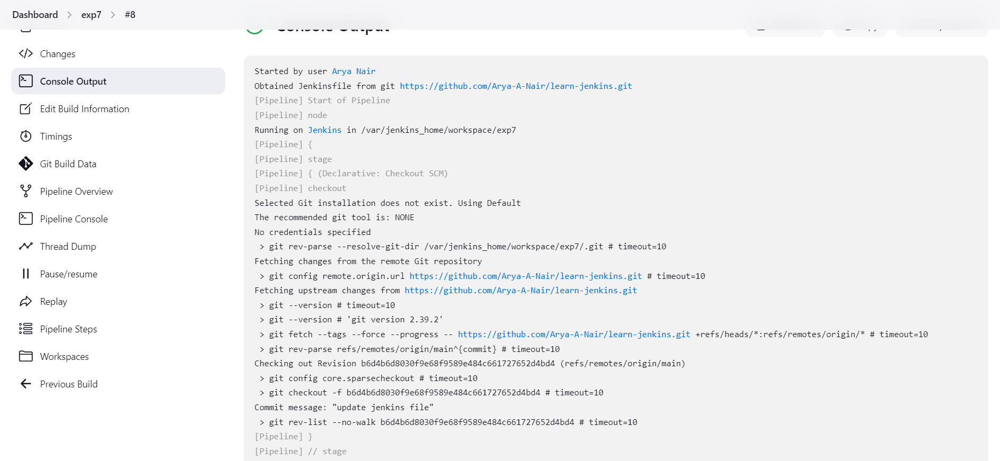 Dashboard > exp7 > #8
Console Output
Changes
Console Output
Edit Build Information
Timings
Git Build Data
Pipeline Overview
Pipeline Console
Thread Dump
Pause/resume
Replay
Pipeline Steps
Workspaces
Previous Build
Started by user Arya Nair
Obtained Jenkinsfile from git https://github.com/Arya-A-Nair/learn-jenkins.git
[Pipeline] Start of Pipeline
[Pipeline] node
Running on Jenkins in /var/jenkins_home/workspace/exp7
[Pipeline] {
[Pipeline] stage
[Pipeline] { (Declarative: Checkout SCM)
[Pipeline] checkout
Selected Git installation does not exist. Using Default
The recommended git tool is: NONE
No credentials specified
 > git rev-parse --resolve-git-dir /var/jenkins_home/workspace/exp7/.git # timeout=10
Fetching changes from the remote Git repository
 > git config remote.origin.url https://github.com/Arya-A-Nair/learn-jenkins.git # timeout=10
Fetching upstream changes from https://github.com/Arya-A-Nair/learn-jenkins.git
 > git --version # timeout=10
 > git --version # 'git version 2.39.2'
 > git fetch --tags --force --progress -- https://github.com/Arya-A-Nair/learn-jenkins.git +refs/heads/*:refs/remotes/origin/* # timeout=10
 > git rev-parse refs/remotes/origin/main^{commit} # timeout=10
Checking out Revision b6d4b6d8030f9e68f9589e484c661727652d4bd4 (refs/remotes/origin/main)
 > git config core.sparsecheckout # timeout=10
 > git checkout -f b6d4b6d8030f9e68f9589e484c661727652d4bd4 # timeout=10
Commit message: "update jenkins file"
 > git rev-list --no-walk b6d4b6d8030f9e68f9589e484c661727652d4bd4 # timeout=10
[Pipeline] }
[Pipeline] // stage